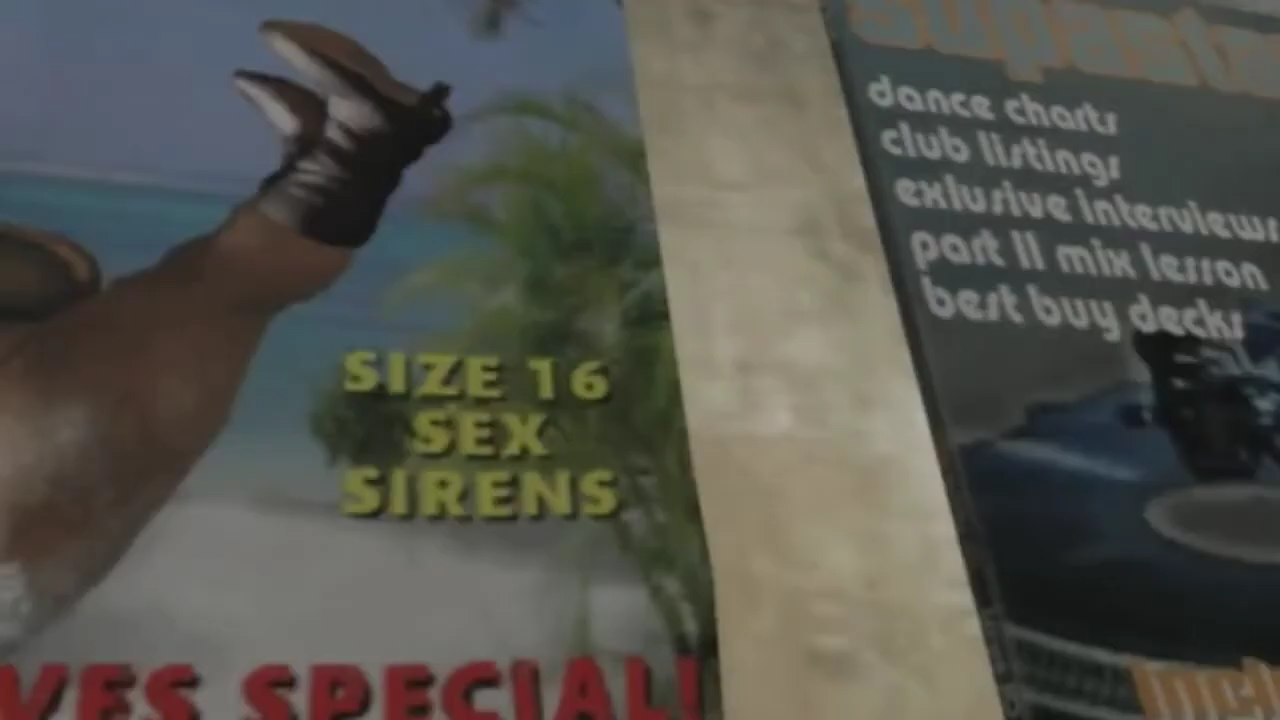 SIZE 16
SEX
SIRENS
SPECIAL!
dance charts
club listings
exlusive interviews
part II mix lesson
best buy decks